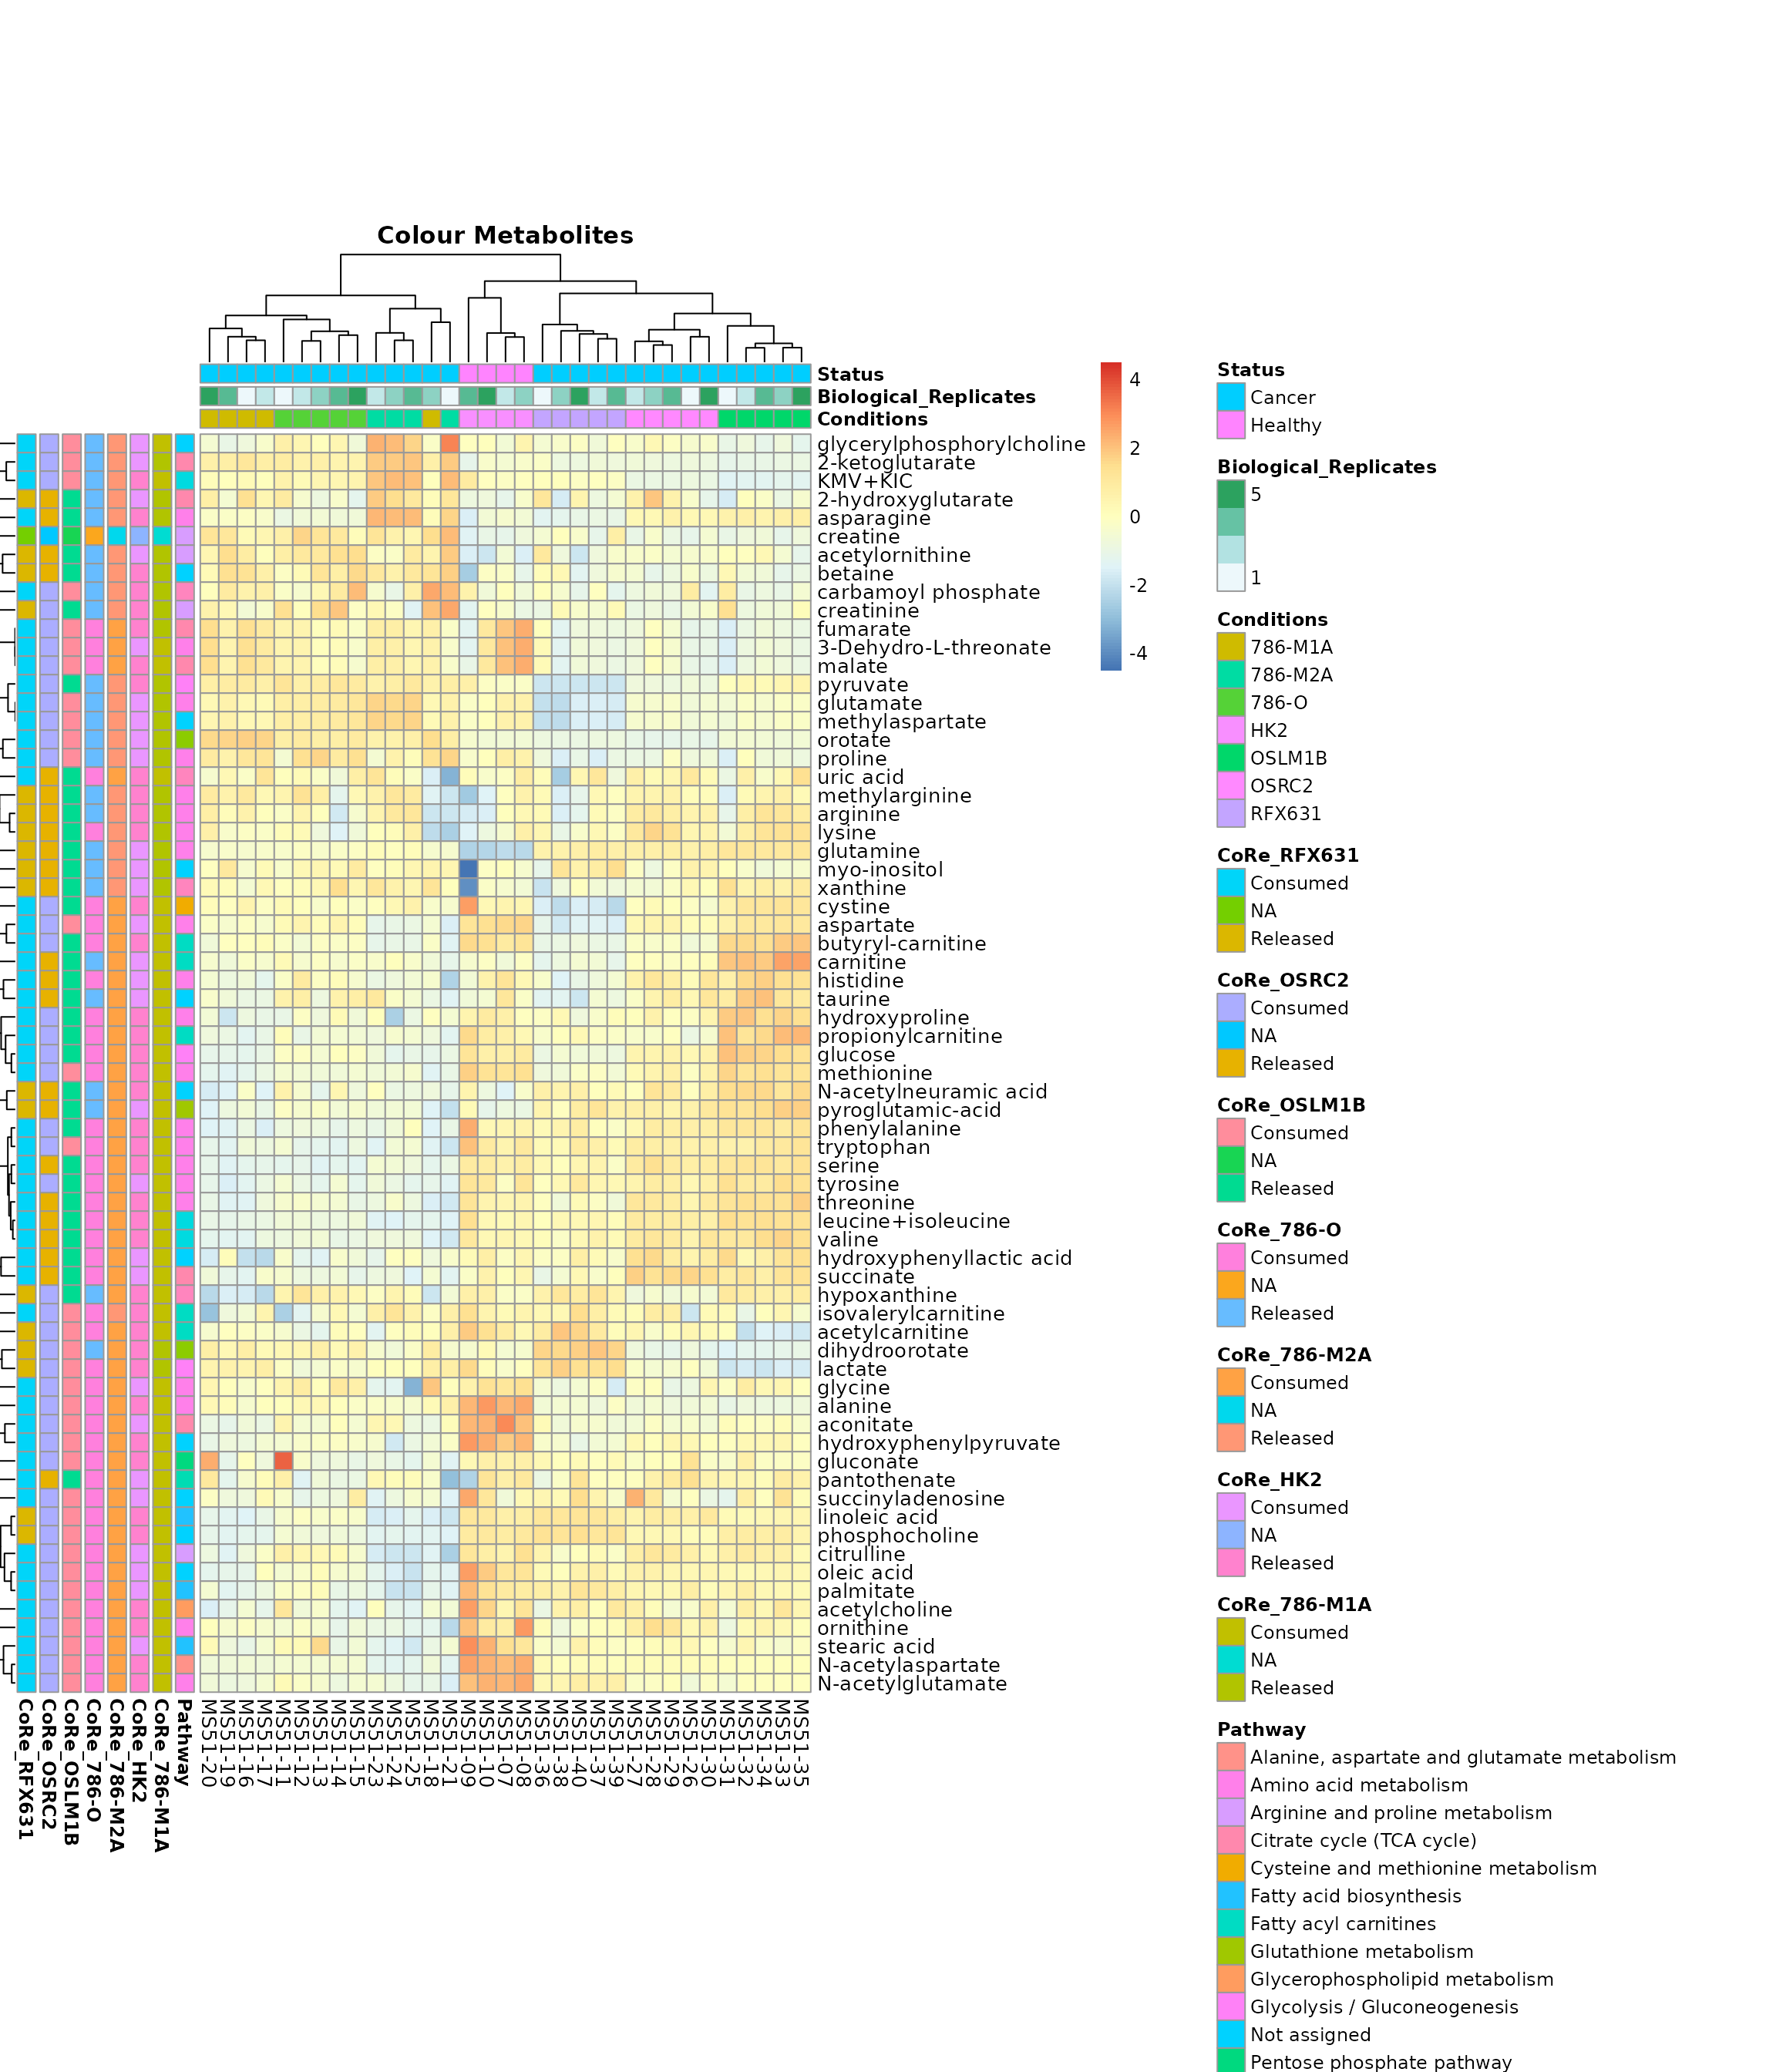 Colour Metabolites
Status
Biological_Replicates
Conditions
glycerylphosphorylcholine
2-ketoglutarate
KMV+KIC
2-hydroxyglutarate
asparagine
creatine
acetylornithine
betaine
carbamoyl phosphate
creatinine
fumarate
3-Dehydro-L-threonate
malate
pyruvate
glutamate
methylaspartate
orotate
proline
uric acid
methylarginine
arginine
lysine
glutamine
myo-inositol
xanthine
cystine
aspartate
butyryl-carnitine
carnitine
histidine
taurine
hydroxyproline
propionylcarnitine
glucose
methionine
N-acetylneuramic acid
pyroglutamic-acid
phenylalanine
tryptophan
serine
tyrosine
threonine
leucine+isoleucine
valine
hydroxyphenyllactic acid
succinate
hypoxanthine
isovalerylcarnitine
acetylcarnitine
dihydroorotate
lactate
glycine
alanine
aconitate
hydroxyphenylpyruvate
gluconate
pantothenate
succinyladenosine
linoleic acid
phosphocholine
citrulline
oleic acid
palmitate
acetylcholine
ornithine
stearic acid
N-acetylaspartate
N-acetylglutamate
CoRe_RFX631
CoRe_OSRC2
CoRe_OSLM1B
CoRe_786-O
CoRe_786-M2A
CoRe_HK2
CoRe_786-M1A
Pathway
MS51-20
MS51-19
MS51-16
MS51-17
MS51-11
MS51-12
MS51-13
MS51-14
MS51-15
MS51-23
MS51-24
MS51-25
MS51-18
MS51-21
MS51-09
MS51-10
MS51-07
MS51-08
MS51-36
MS51-38
MS51-40
MS51-37
MS51-39
MS51-27
MS51-28
MS51-29
MS51-26
MS51-30
MS51-31
MS51-32
MS51-34
MS51-33
MS51-35
4
2
0
-2
-4
Status
Cancer
Healthy
Biological_Replicates
5
1
Conditions
786-M1A
786-M2A
786-O
HK2
OSLM1B
OSRC2
RFX631
CoRe_RFX631
Consumed
NA
Released
CoRe_OSRC2
Consumed
NA
Released
CoRe_OSLM1B
Consumed
NA
Released
CoRe_786-O
Consumed
NA
Released
CoRe_786-M2A
Consumed
NA
Released
CoRe_HK2
Consumed
NA
Released
CoRe_786-M1A
Consumed
NA
Released
Pathway
Alanine, aspartate and glutamate metabolism
Amino acid metabolism
Arginine and proline metabolism
Citrate cycle (TCA cycle)
Cysteine and methionine metabolism
Fatty acid biosynthesis
Fatty acyl carnitines
Glutathione metabolism
Glycerophospholipid metabolism
Glycolysis / Gluconeogenesis
Not assigned
Pentose phosphate pathway